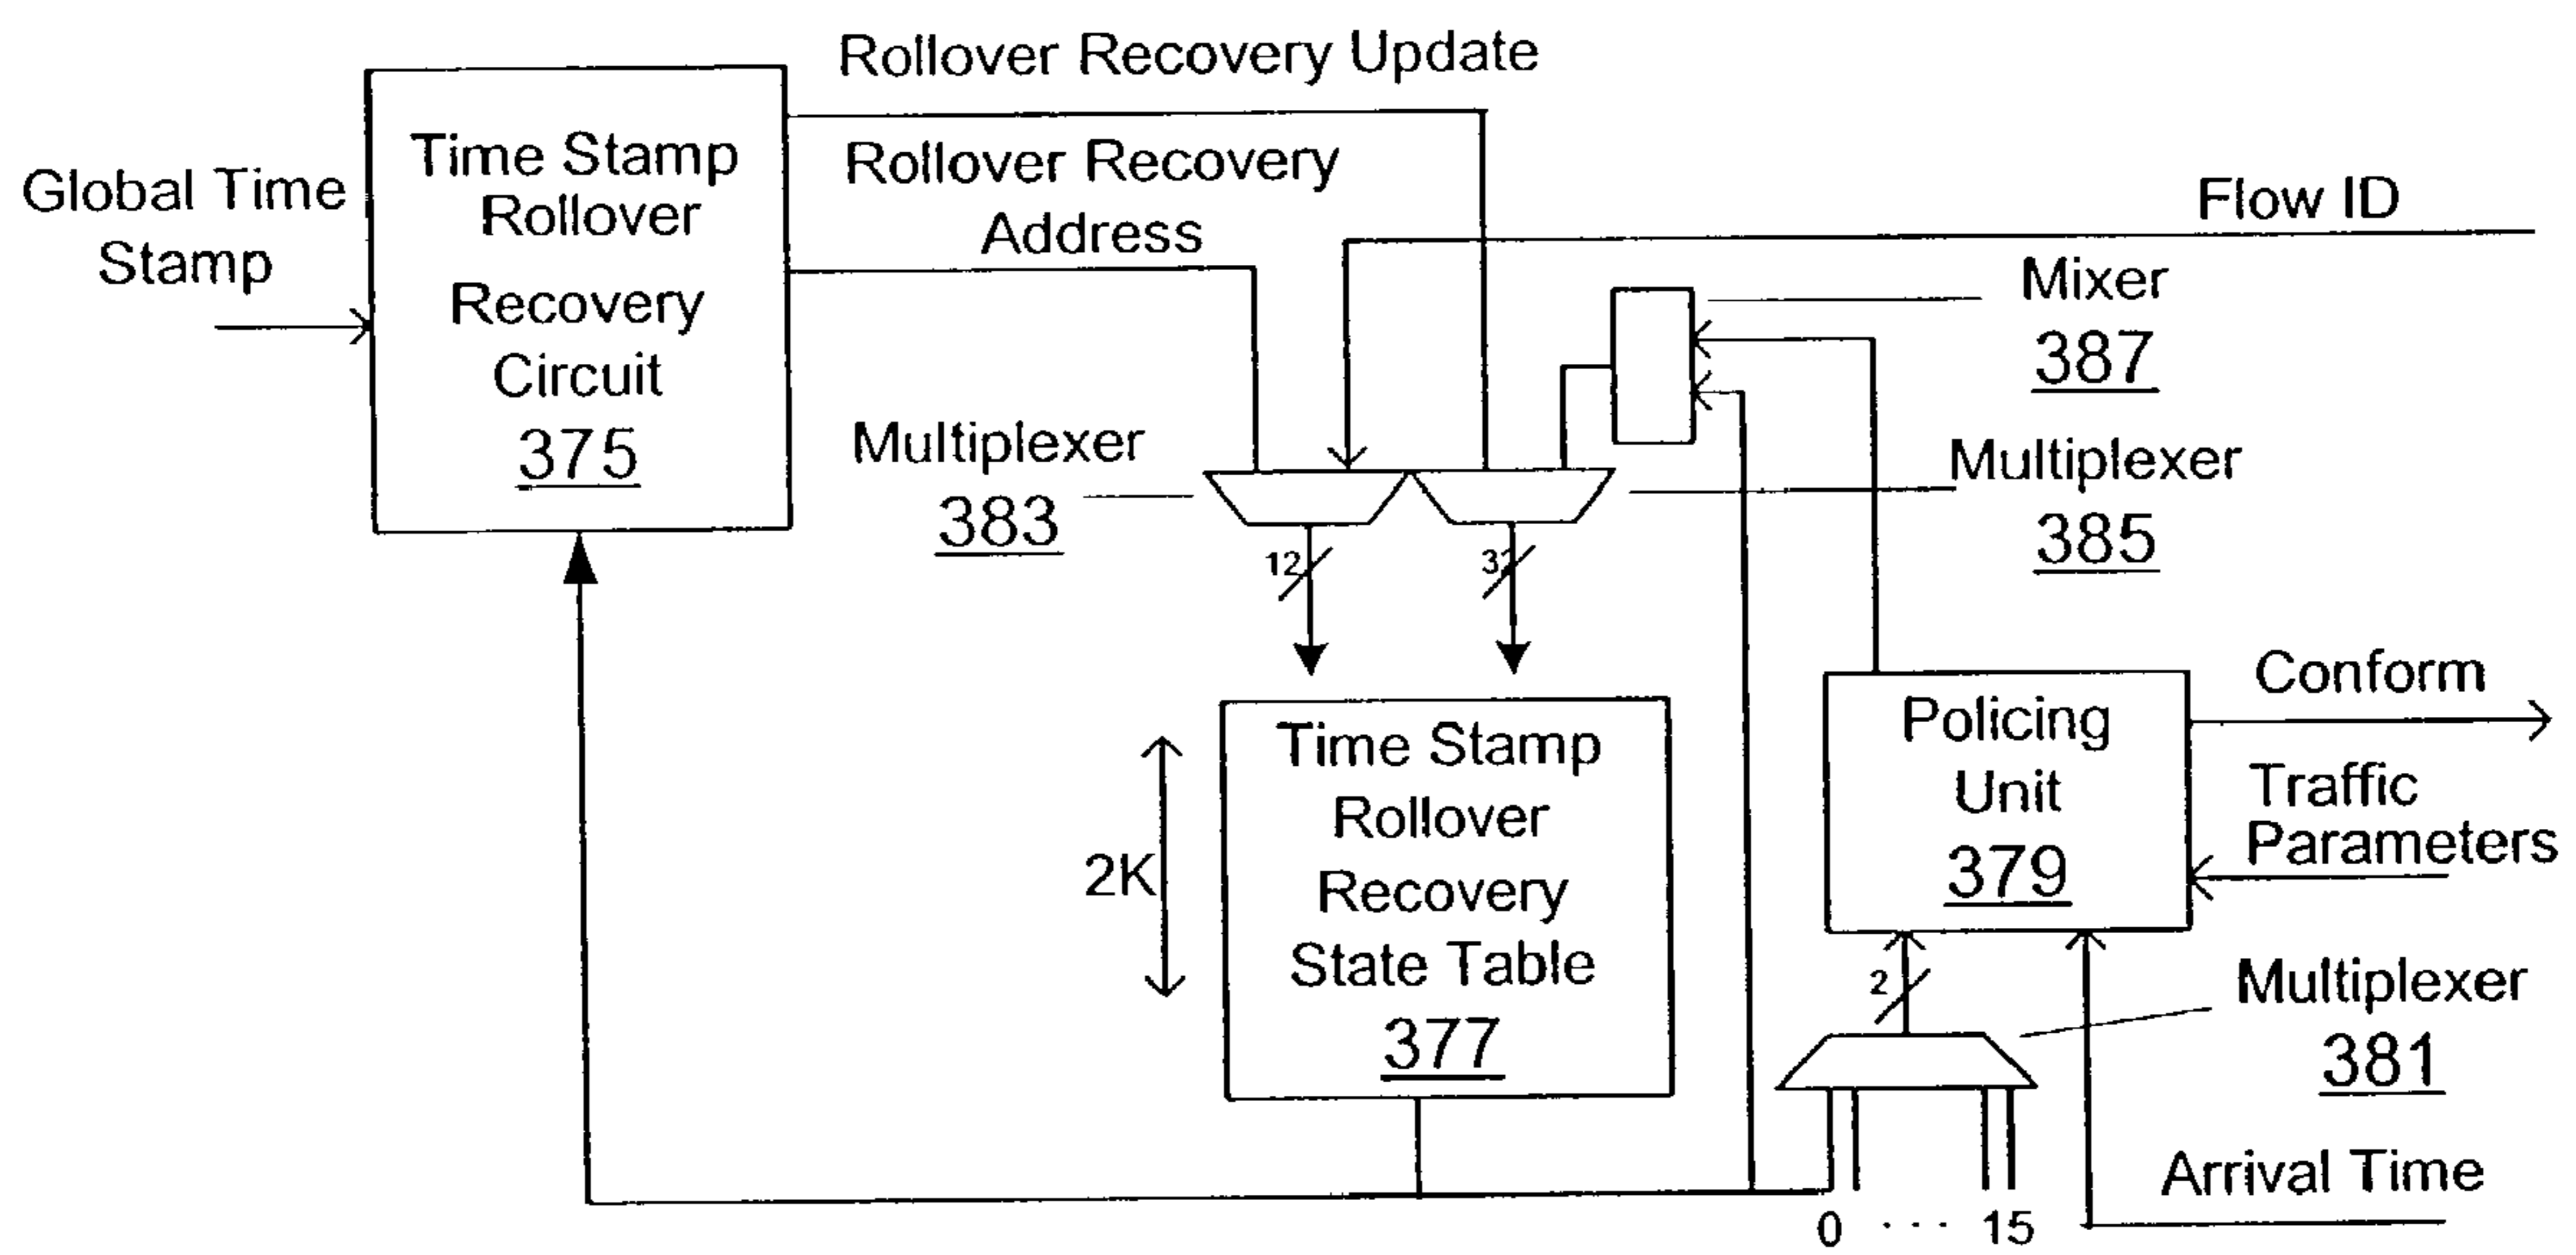 Rollover Recovery Update
Time Stamp
Rollover
Recovery
Circuit
375
Global Time
Stamp
Rollover Recovery
Address
Flow ID
Mixer
387
Multiplexer
383
Multiplexer
385
12
Time Stamp
Rollover
Recovery
State Table
377
2K
Policing
Unit
379
Conform
Traffic
Parameters
2
Multiplexer
381
Arrival Time
0 ... 15